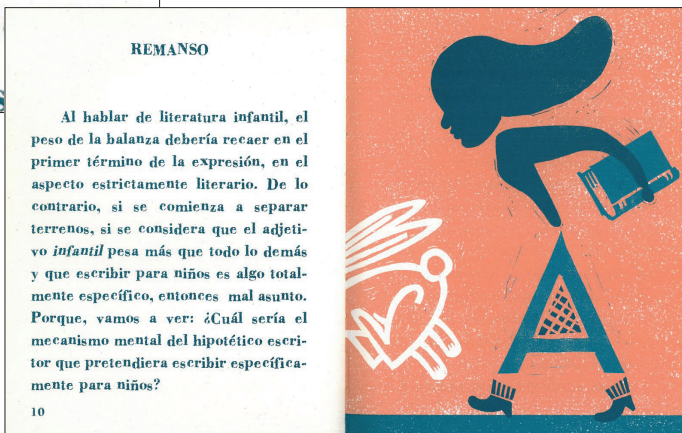 REMANSO
Al hablar de literatura infantil, el
peso de la balanza debería recaer en el
primer término de la expresión, en el
aspecto estrictamente literario. De lo
contrario, si se comienza a separar
terrenos, si se considera que el adjeti-
vo infantil pesa más que todo lo demás
y que escribir para niños es algo total-
mente específico, entonces mal asunto.
Porque, vamos a ver: ¿Cuál sería el
mecanismo mental del hipotético escri-
tor que pretendiera escribir específica-
mente para niños?
10
A